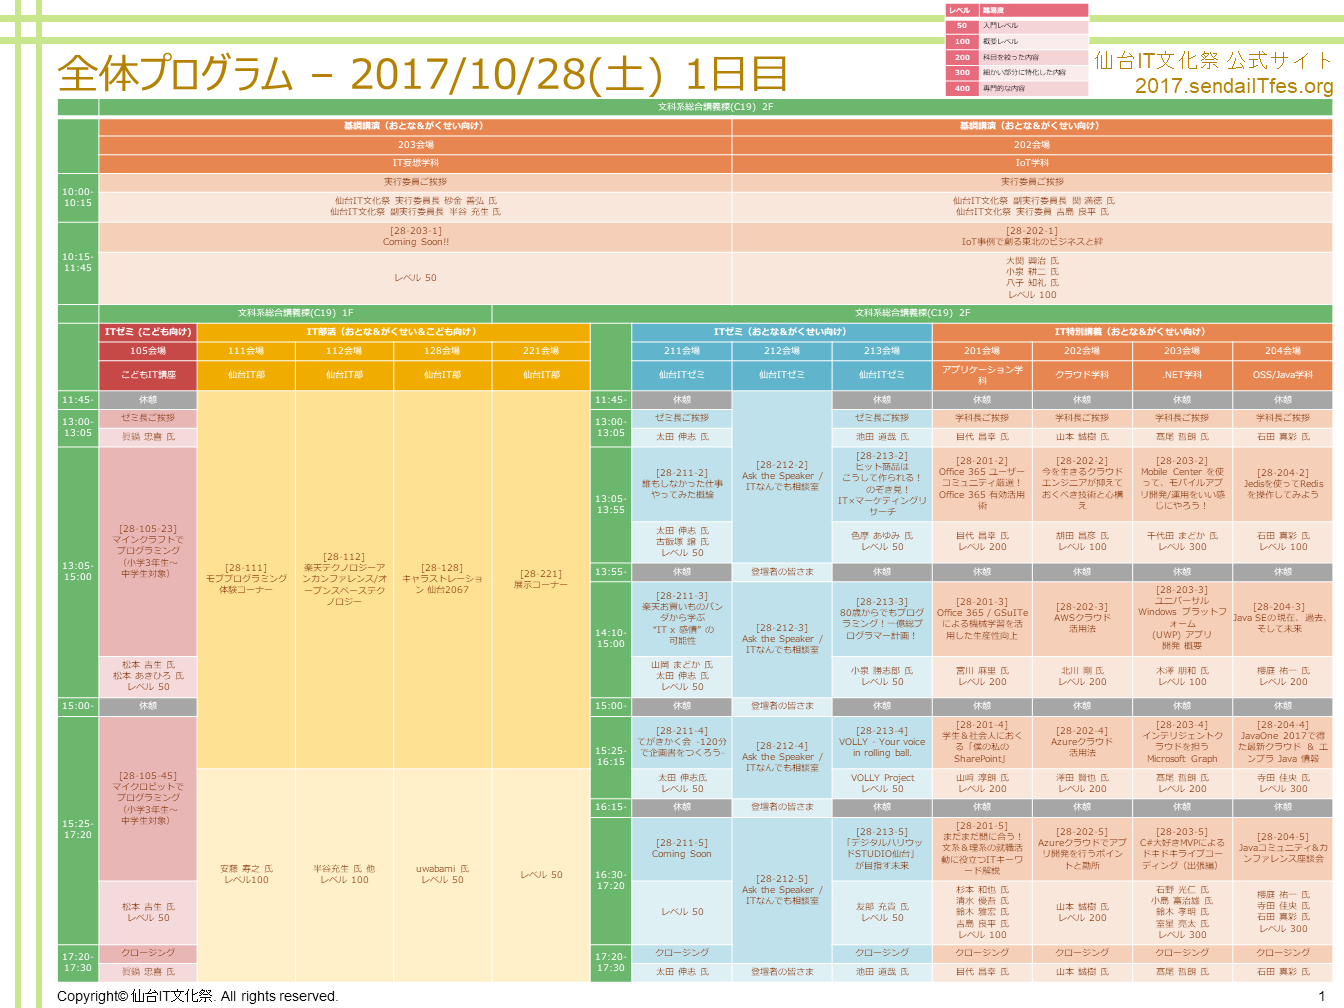 レベル 難易度
50 入門レベル
100 概要レベル
200 科目を絞った内容
300 細かい部分に特化した内容
400 専門的な内容
全体プログラム – 2017/10/28(土) 1日目
仙台IT文化祭 公式サイト
2017.sendaiITfes.org
文科系総合講義棟(C19) 2F
基調講演（おとな&がくせい向け）
203会場
IT妄想学科
基調講演（おとな&がくせい向け）
202会場
IoT学科
10:00-
10:15
実行委員ご挨拶
仙台IT文化祭 実行委員長 砂金 善弘 氏
仙台IT文化祭 副実行委員長 半谷 充生 氏
実行委員ご挨拶
仙台IT文化祭 副実行委員長 関 満徳 氏
仙台IT文化祭 実行委員 吉島 良平 氏
10:15-
11:45
[28-203-1]
Coming Soon!!
レベル 50
[28-202-1]
IoT事例で創る東北のビジネスと絆
大関 興治 氏
小泉 耕二 氏
八子 知礼 氏
レベル 100
文科系総合講義棟(C19) 1F
文科系総合講義棟(C19) 2F
ITゼミ (こども向け)
105会場
こどもIT講座
IT部活（おとな&がくせい&こども向け）
111会場
112会場
128会場
221会場
仙台IT部
仙台IT部
仙台IT部
仙台IT部
11:45-
休憩
13:00-
13:05
ゼミ長ご挨拶
眞鍋 忠喜 氏
13:05-
15:00
[28-105-23]
マインクラフトで
プログラミング
（小学3年生～
中学生対象）
松本 吉生 氏
松本 あきひろ 氏
レベル 50
15:00-
休憩
15:25-
17:20
[28-105-45]
マイクロビットで
プログラミング
（小学3年生～
中学生対象）
松本 吉生 氏
レベル 50
17:20-
17:30
クロージング
眞鍋 忠喜 氏
[28-111]
モブプログラミング
体験コーナー
安藤 寿之 氏
レベル100
[28-112]
楽天テクノロジーア
ンカンファレンス/オ
ープンスペーステク
ノロジー
半谷充生 氏 他
レベル 100
[28-128]
キャラストレーショ
ン 仙台2067
uwabami 氏
レベル 50
[28-221]
展示コーナー
レベル 50
ITゼミ（おとな&がくせい向け）
211会場
212会場
213会場
仙台ITゼミ
仙台ITゼミ
仙台ITゼミ
IT特別講義（おとな&がくせい向け）
201会場
202会場
203会場
204会場
アプリケーション学
科
クラウド学科
.NET学科
OSS/Java学科
11:45-
休憩
休憩
休憩
休憩
休憩
休憩
13:00-
13:05
ゼミ長ご挨拶
ゼミ長ご挨拶
学科長ご挨拶
学科長ご挨拶
学科長ご挨拶
学科長ご挨拶
太田 伸志 氏
池田 道哉 氏
目代 昌幸 氏
山本 誠樹 氏
髙尾 哲朗 氏
石田 真彩 氏
13:05-
13:55
[28-211-2]
誰もしなかった仕事
やってみた概論
太田 伸志 氏
古飯塚 譲 氏
レベル 50
[28-212-2]
Ask the Speaker /
ITなんでも相談室
[28-213-2]
ヒット商品は
こうして作られる！
のぞき見！
IT×マーケティングリ
サーチ
色摩 あゆみ 氏
レベル 50
[28-201-2]
Office 365 ユーザー
コミュニティ厳選！
Office 365 有効活用
術
目代 昌幸 氏
レベル 200
[28-202-2]
今を生きるクラウド
エンジニアが抑えて
おくべき技術と心構
え
胡田 昌彦 氏
レベル 100
[28-203-2]
Mobile Center を使
って、モバイルアプ
リ開発/運用をいい感
じにやろう！
千代田 まどか 氏
レベル 300
[28-204-2]
Jedisを使ってRedis
を操作してみよう
石田 真彩 氏
レベル 100
13:55-
休憩
登壇者の皆さま
休憩
休憩
休憩
休憩
休憩
14:10-
15:00
[28-211-3]
楽天お買いものパン
ダから学ぶ
“IT x 感情” の
可能性
山岡 まどか 氏
太田 伸志 氏
レベル 50
[28-212-3]
Ask the Speaker /
ITなんでも相談室
[28-213-3]
80歳からでもプログ
ラミング！一億総プ
ログラマー計画！
小泉 勝志郎 氏
レベル 50
[28-201-3]
Office 365 / GSuITe
による機械学習を活
用した生産性向上
宮川 麻里 氏
レベル 200
[28-202-3]
AWSクラウド
活用法
北川 剛 氏
レベル 200
[28-203-3]
ユニバーサル
Windows プラットフ
ォーム
(UWP) アプリ
開発 概要
木澤 朋和 氏
レベル 100
[28-204-3]
Java SEの現在、過去、
そして未来
櫻庭 祐一 氏
レベル 200
15:00-
休憩
登壇者の皆さま
休憩
休憩
休憩
休憩
休憩
15:25-
16:15
[28-211-4]
てがきかく会 -120分
で企画書をつくろう-
太田 伸志氏
レベル 50
[28-212-4]
Ask the Speaker /
ITなんでも相談室
[28-213-4]
VOLLY - Your voice
in rolling ball.
VOLLY Project
レベル 50
[28-201-4]
学生&社会人におく
る「僕の私の
SharePoint」
山﨑 淳朗 氏
レベル 200
[28-202-4]
Azureクラウド
活用法
澤田 賢也 氏
レベル 200
[28-203-4]
インテリジェントク
ラウドを担う
Microsoft Graph
髙尾 哲朗 氏
レベル 200
[28-204-4]
JavaOne 2017で得
た最新クラウド & エ
ンプラ Java 情報
寺田 佳央 氏
レベル 300
16:15-
休憩
登壇者の皆さま
休憩
休憩
休憩
休憩
休憩
16:30-
17:20
[28-211-5]
Coming Soon
レベル 50
[28-212-5]
Ask the Speaker /
ITなんでも相談室
[28-213-5]
「デジタルハリウッ
ドSTUDIO仙台」
が目指す未来
友部 充貴 氏
レベル 50
[28-201-5]
まだまだ間に合う！
文系&理系の就職活
動に役立つITキーワ
ード解説
杉本 和也 氏
清水 優吾 氏
鈴木 雅宏 氏
吉島 良平 氏
レベル 100
[28-202-5]
Azureクラウドでアプ
リ開発を行うポイン
トと勘所
山本 誠樹 氏
レベル 200
[28-203-5]
C#大好きMVPによる
ドキドキライブコー
ディング（出張編）
石野 光仁 氏
小島 富治雄 氏
鈴木 孝明 氏
室星 亮太 氏
レベル 300
[28-204-5]
Javaコミュニティ&カ
ンファレンス座談会
櫻庭 祐一 氏
寺田 佳央 氏
石田 真彩 氏
レベル 300
17:20-
17:30
クロージング
クロージング
クロージング
クロージング
クロージング
クロージング
太田 伸志 氏
登壇者の皆さま
池田 道哉 氏
目代 昌幸 氏
山本 誠樹 氏
髙尾 哲朗 氏
石田 真彩 氏
Copyright© 仙台IT文化祭. All rights reserved.
1